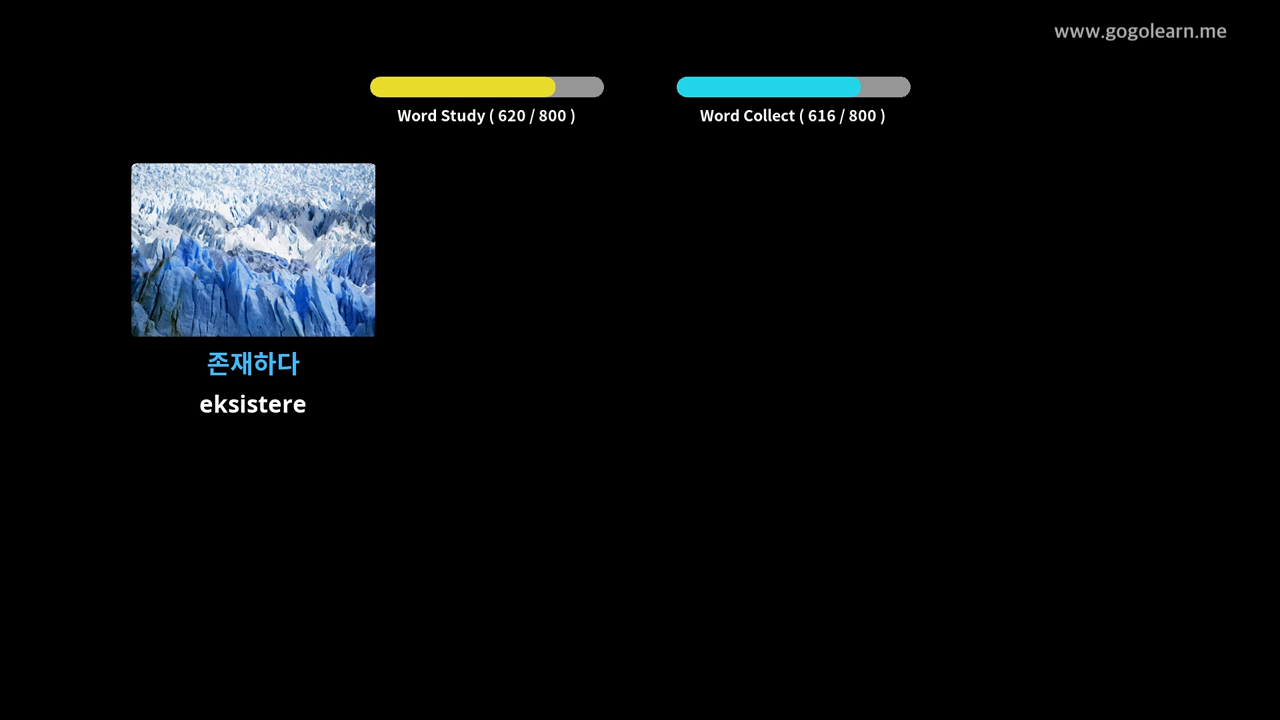 www.gogolearn.me
Word Study ( 620 / 800 )
Word Collect ( 616 / 800 )
존재하다
eksistere